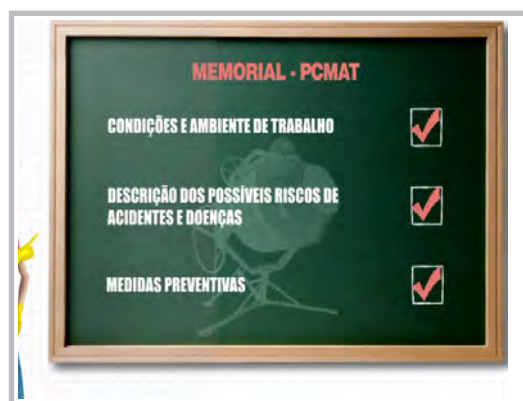 MEMORIAL - PCMAT
CONDIÇÕES E AMBIENTE DE TRABALHO
DESCRIÇÃO DOS POSSÍVEIS RISCOS DE
ACIDENTES E DOENÇAS
MEDIDAS PREVENTIVAS